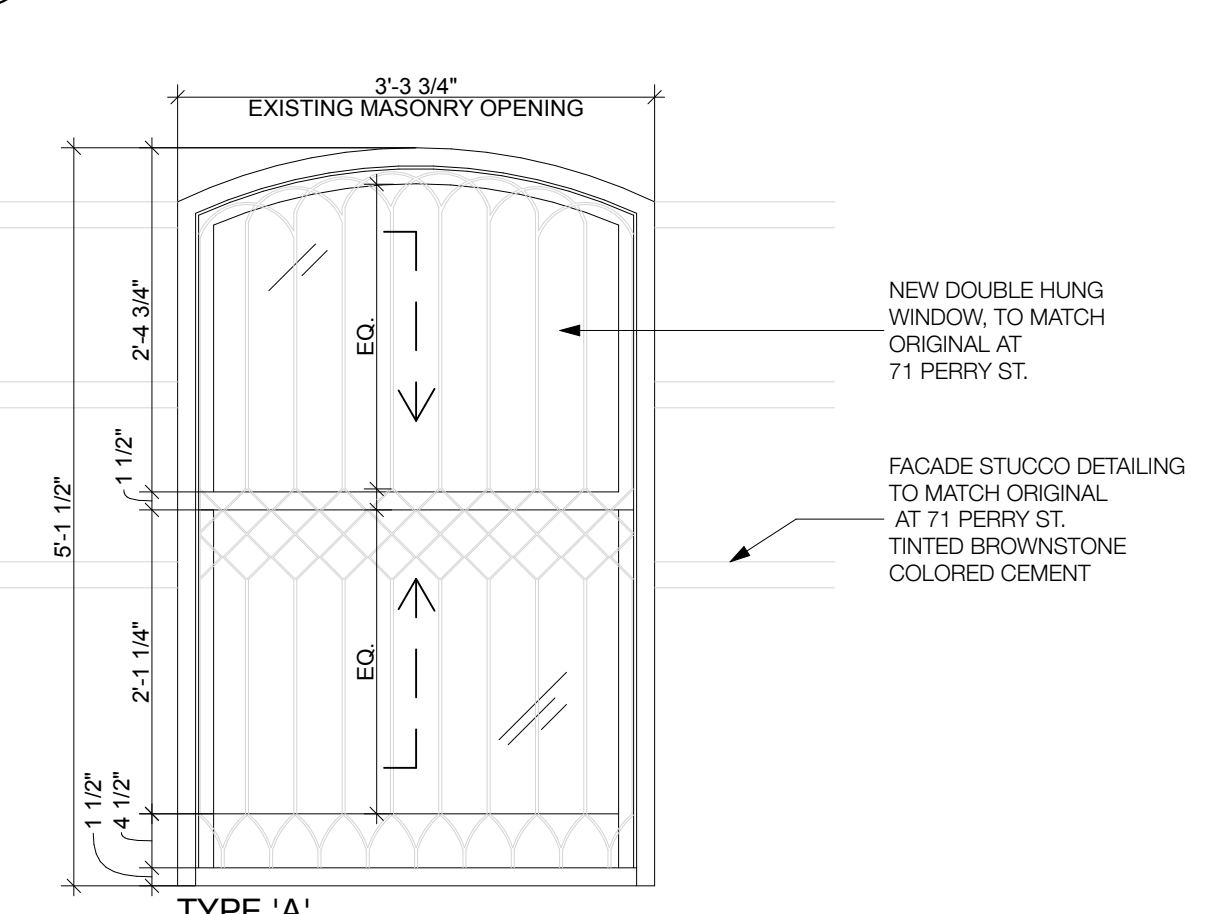 3'-3 3/4"
EXISTING MASONRY OPENING
2'-4 3/4"
EQ.
NEW DOUBLE HUNG
WINDOW, TO MATCH
ORIGINAL AT
71 PERRY ST.
1 1/2"
5'-1 1/2"
FACADE STUCCO DETAILING
TO MATCH ORIGINAL
AT 71 PERRY ST.
TINTED BROWNSTONE
COLORED CEMENT
2'-1 1/4"
EQ.
1 1/2"
4 1/2"
TYPE 'A'